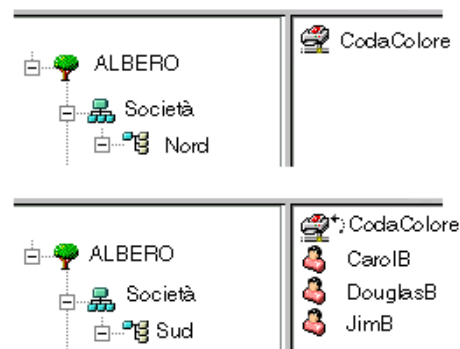 CodaColore
ALBERO
Società
Nord
CodaColore
ALBERO
CarolB
Società
DouglasB
Sud
JimB